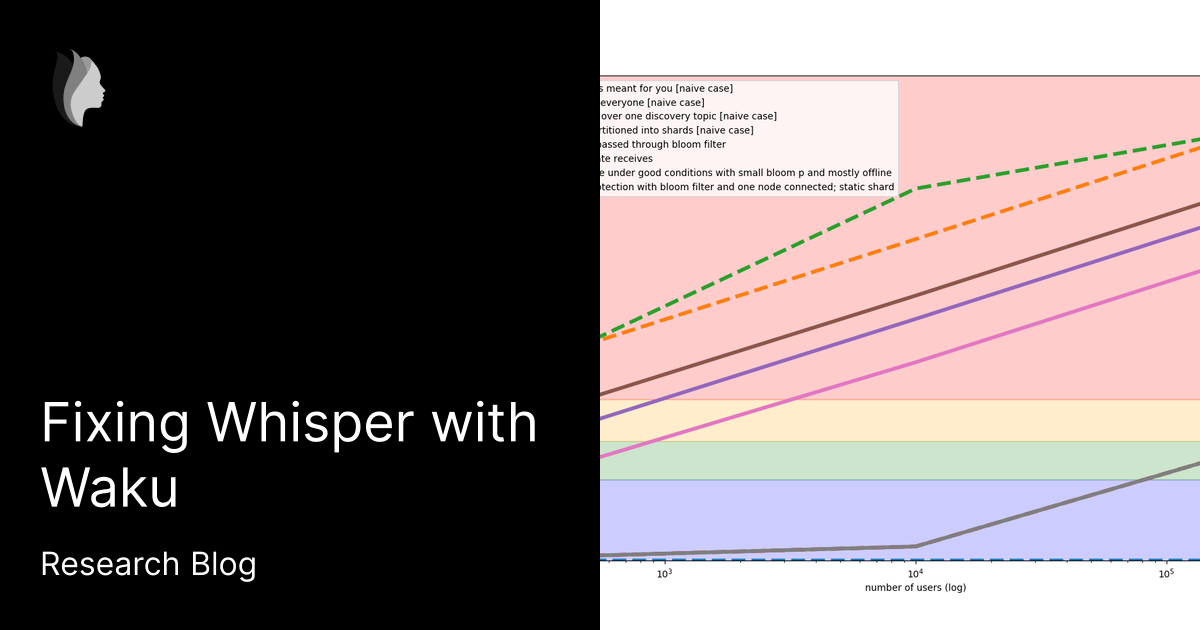 Fixing Whisper with
Waku
Research Blog
s meant for you [naive case]
everyone [naive case]
over one discovery topic [naive case]
rtitioned into shards [naive case]
passed through bloom filter
te receives
e under good conditions with small bloom p and mostly offline
tection with bloom filter and one node connected; static shard
10³
10⁴
10⁵
number of users (log)